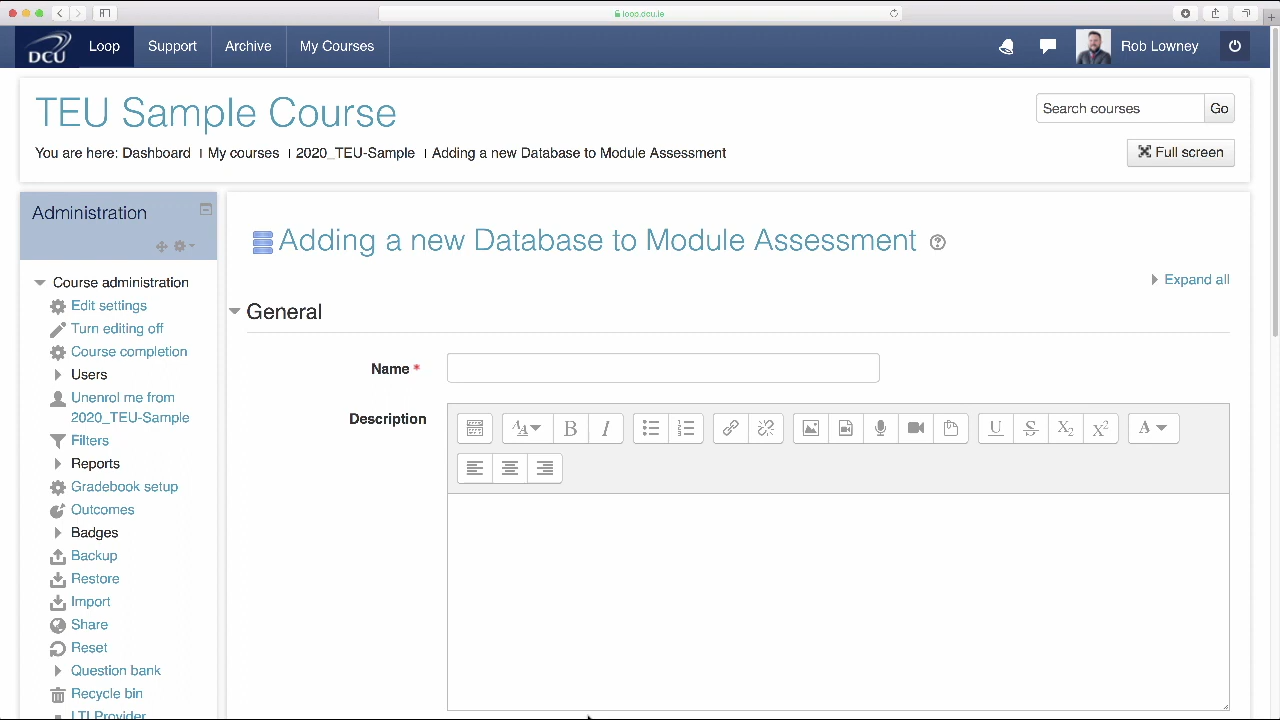 loop.dcu.ie
DCU
Loop
Support
Archive
My Courses
Rob Lowney
TEU Sample Course
Search courses
Go
You are here: Dashboard My courses 2020_TEU-Sample Adding a new Database to Module Assessment
Full screen
Administration
Course administration
Edit settings
Turn editing off
Course completion
Users
Unenrol me from
2020_TEU-Sample
Filters
Reports
Gradebook setup
Outcomes
Badges
Backup
Restore
Import
Share
Reset
Question bank
Recycle bin
LTI Provider
Adding a new Database to Module Assessment
Expand all
General
Name *
Description